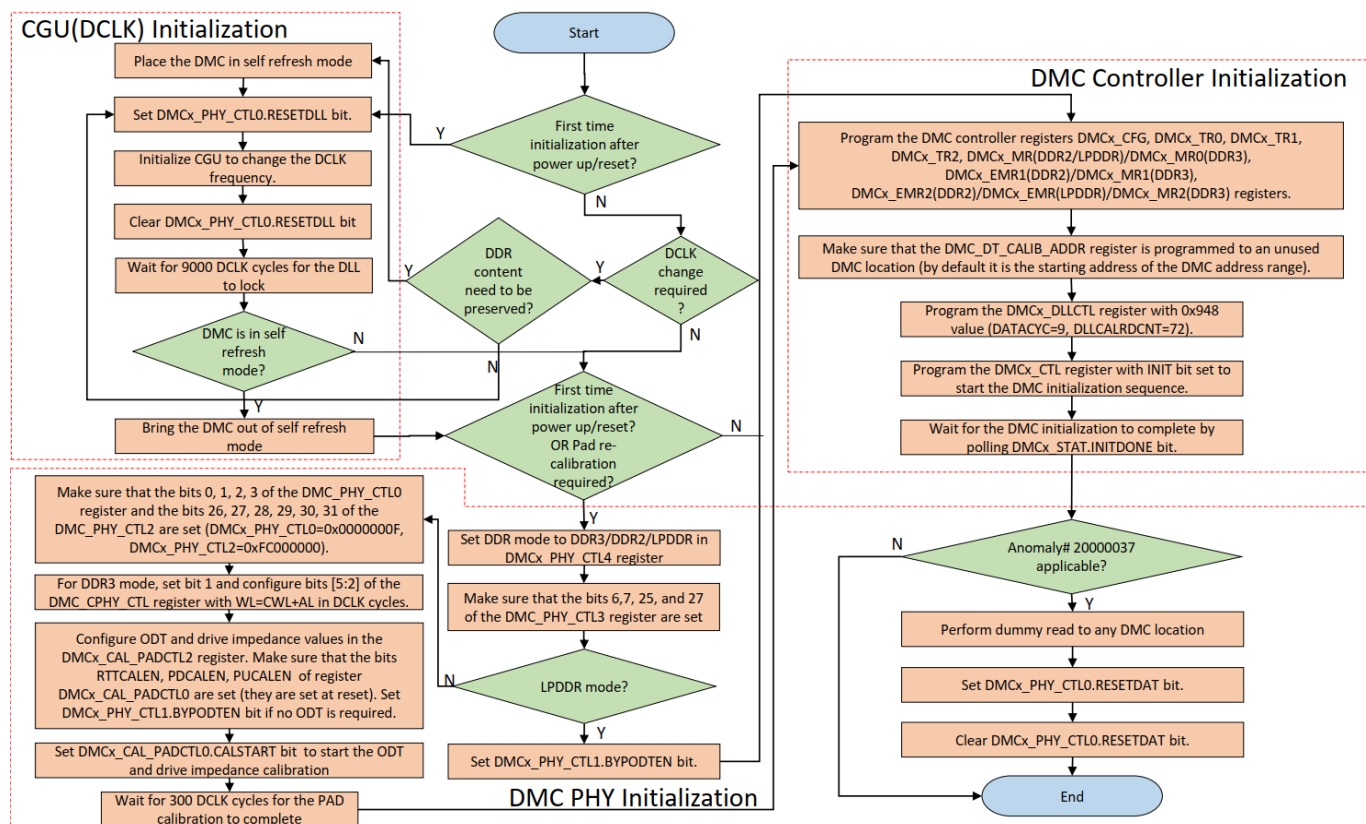 CGU(DCLK) Initialization
Place the DMC in self refresh mode
Set DMCx_PHY_CTL0.RESETDLL bit.
Initialize CGU to change the DCLK
frequency.
Clear DMCx_PHY_CTL0.RESETDLL bit
Wait for 9000 DCLK cycles for the DLL
to lock
DMC is in self
refresh
mode?
N
Y
Bring the DMC out of self refresh
mode
Start
First time
initialization after
power up/reset?
Y
N
DCLK
change
required
?
Y
N
DDR
content
need to be
preserved?
Y
N
First time
initialization after
power up/reset?
OR Pad re-
calibration
required?
N
Y
Set DDR mode to DDR3/DDR2/LPDDR in
DMCx_PHY_CTL4 register
Make sure that the bits 6,7, 25, and 27
of the DMC_PHY_CTL3 register are set
LPDDR mode?
N
Y
Set DMCx_PHY_CTL1.BYPODTEN bit.
Make sure that the bits 0, 1, 2, 3 of the DMC_PHY_CTL0
register and the bits 26, 27, 28, 29, 30, 31 of the
DMC_PHY_CTL2 are set (DMCx_PHY_CTL0=0x0000000F,
DMCx_PHY_CTL2=0xFC000000).
For DDR3 mode, set bit 1 and configure bits [5:2] of the
DMC_CPHY_CTL register with WL=CWL+AL in DCLK cycles.
Configure ODT and drive impedance values in the
DMCx_CAL_PADCTL2 register. Make sure that the bits
RTTCALEN, PDCALEN, PUCALEN of register
DMCx_CAL_PADCTL0 are set (they are set at reset). Set
DMCx_PHY_CTL1.BYPODTEN bit if no ODT is required.
Set DMCx_CAL_PADCTL0.CALSTART bit to start the ODT
and drive impedance calibration
Wait for 300 DCLK cycles for the PAD
calibration to complete
DMC PHY Initialization
DMC Controller Initialization
Program the DMC controller registers DMCx_CFG, DMCx_TR0, DMCx_TR1,
DMCx_TR2, DMCx_MR(DDR2/LPDDR)/DMCx_MR0(DDR3),
DMCx_EMR1(DDR2)/DMCx_MR1(DDR3),
DMCx_EMR2(DDR2)/DMCx_EMR(LPDDR)/DMCx_MR2(DDR3) registers.
Make sure that the DMC_DT_CALIB_ADDR register is programmed to an unused
DMC location (by default it is the starting address of the DMC address range).
Program the DMCx_DLLCTL register with 0x948
value (DATACYC=9, DLLCALRDCNT=72).
Program the DMCx_CTL register with INIT bit set to
start the DMC initialization sequence.
Wait for the DMC initialization to complete by
polling DMCx_STAT.INITDONE bit.
Anomaly# 20000037
applicable?
N
Y
Perform dummy read to any DMC location
Set DMCx_PHY_CTL0.RESETDAT bit.
Clear DMCx_PHY_CTL0.RESETDAT bit.
End